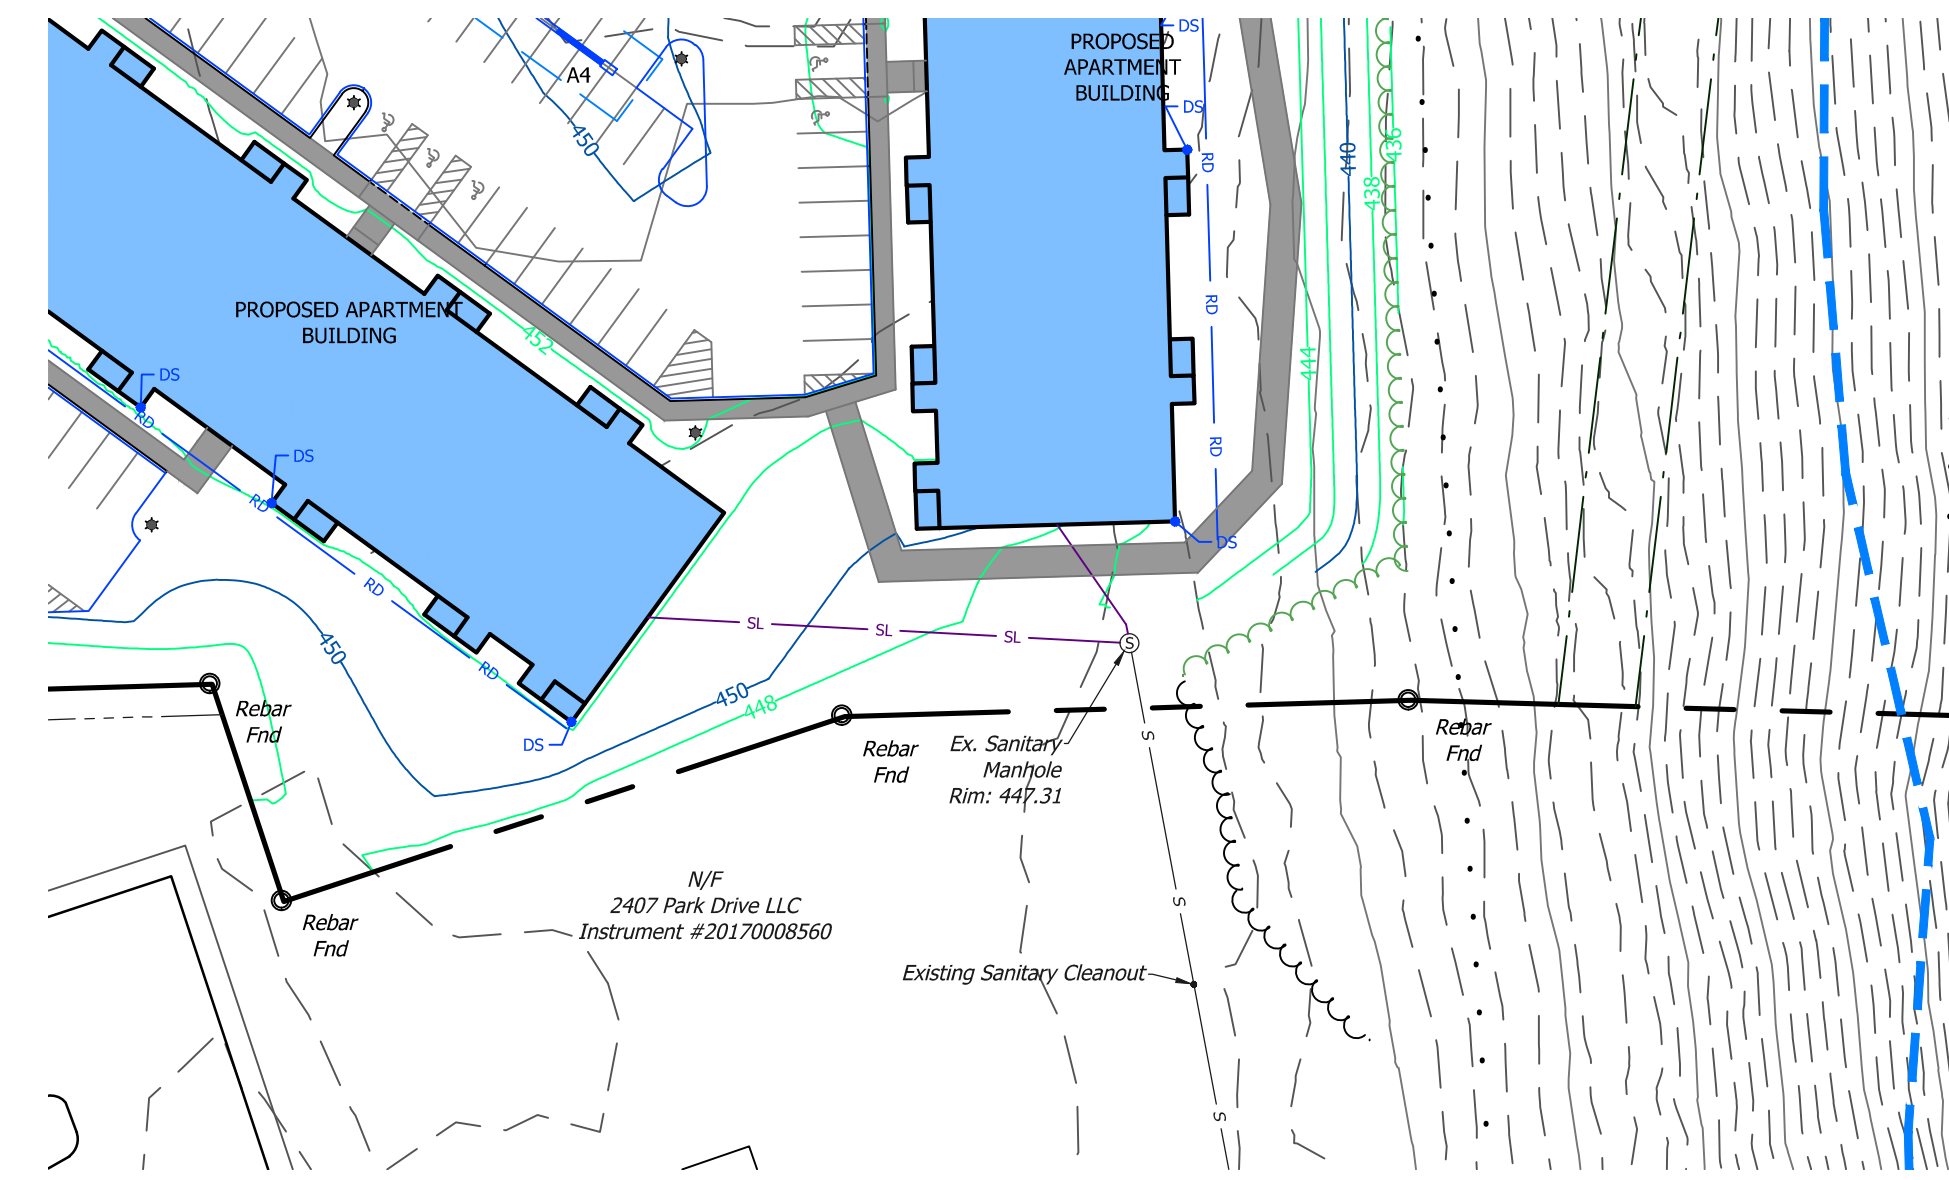 DS
PROPOSED
APARTMENT
BUILDING
A4
DS
450
RD
440
436
438
PROPOSED APARTMENT
BUILDING
452
RD
444
DS
RD
DS
RD
RD
DS
RD
4
SL
SL
SL
S
450
RD
450
448
Rebar
Fnd
DS
Rebar
Fnd
Ex. Sanitary
Manhole
Rim: 447.31
S
Rebar
Fnd
N/F
2407 Park Drive LLC
Instrument #20170008560
S
Rebar
Fnd
Existing Sanitary Cleanout
S